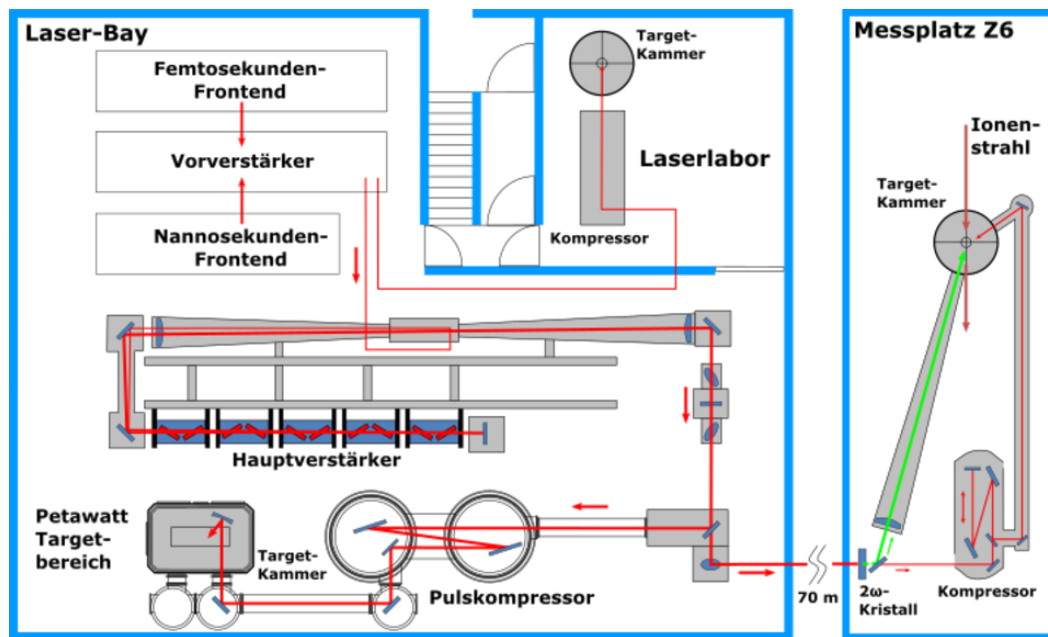 Laser-Bay
Femtosekunden-
Frontend
Vorverstärker
Nannosekunden-
Frontend
Target-
Kammer
Laserlabor
Kompressor
Hauptverstärker
Petawatt
Target-
bereich
Target-
Kammer
Pulskompressor
70 m
Messplatz Z6
Ionen-
strahl
Target-
Kammer
2ω-
Kristall
Kompressor